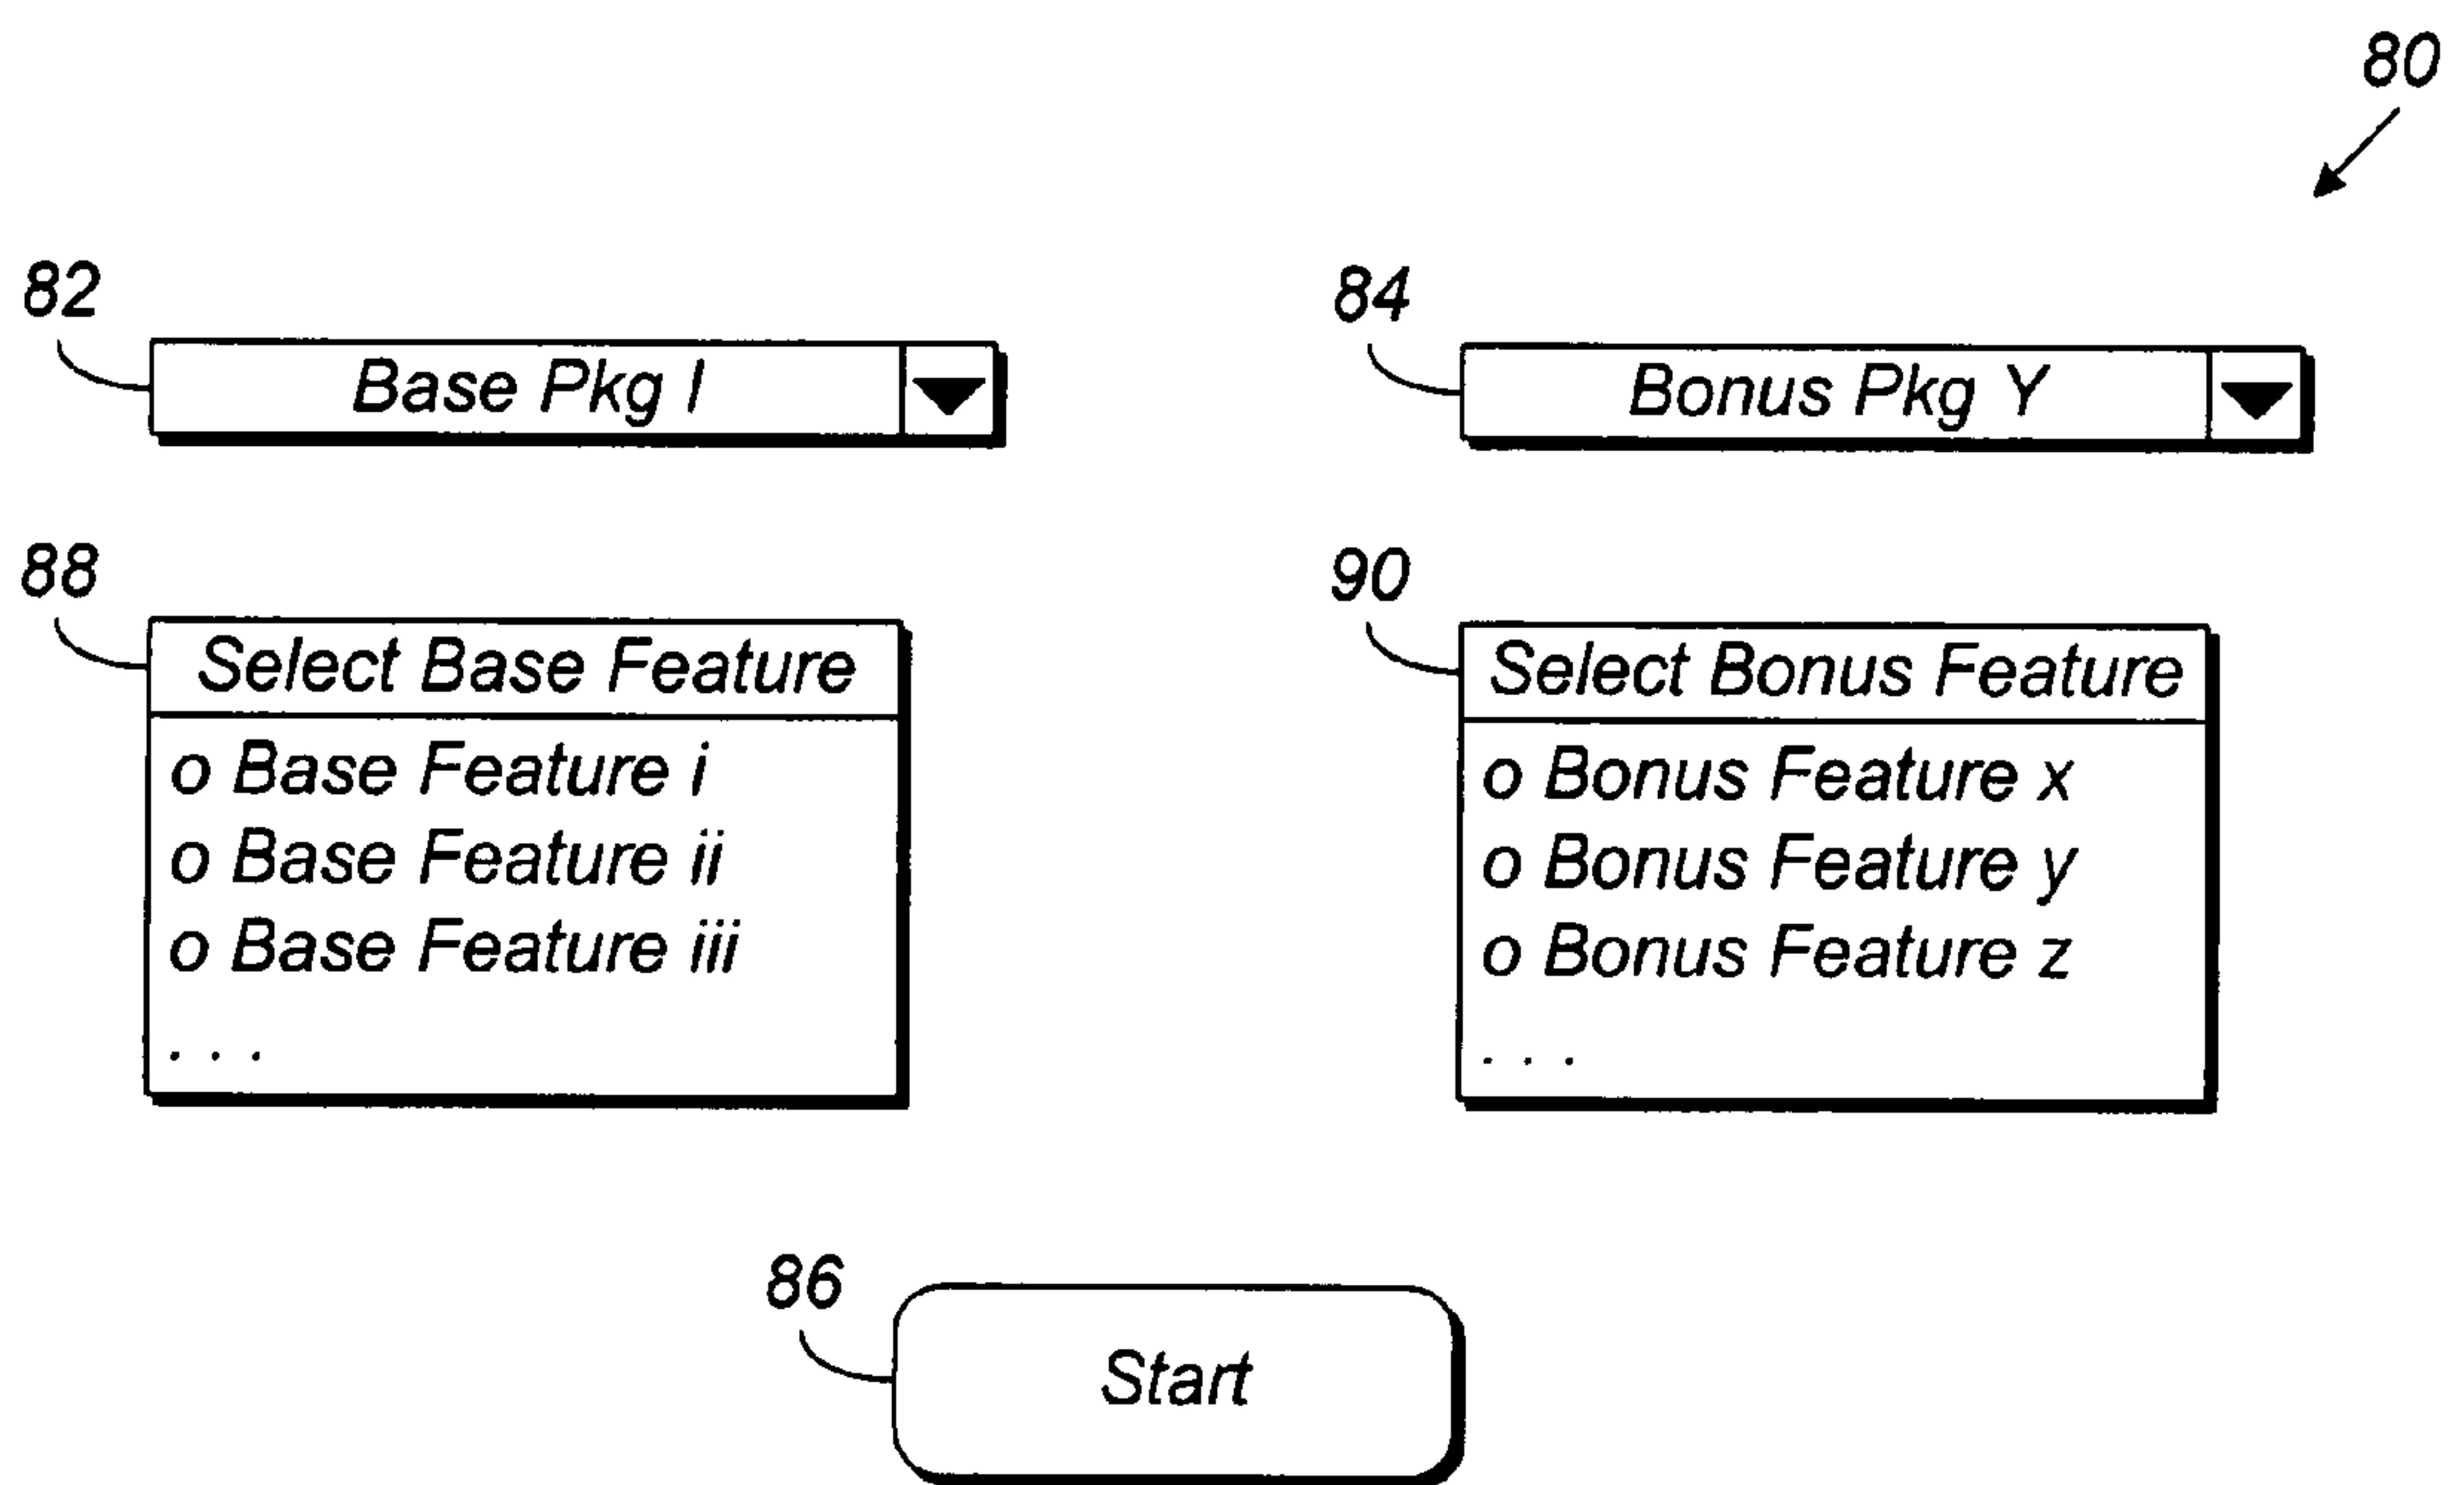 80
82
Base Pkg I
84
Bonus Pkg Y
88
Select Base Feature
o Base Feature i
o Base Feature ii
o Base Feature iii
. . .
90
Select Bonus Feature
o Bonus Feature x
o Bonus Feature y
o Bonus Feature z
. . .
86
Start